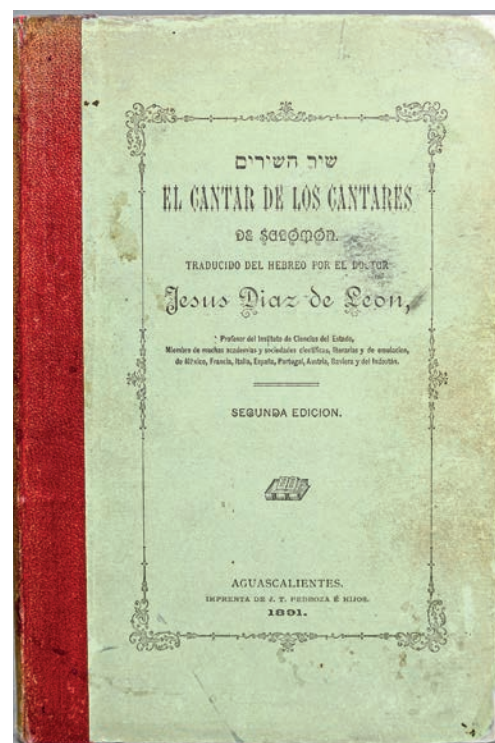 שיר השירים
EL CANTAR DE LOS CANTARES
DE SALOMÓN.
TRADUCIDO DEL HEBREO POR EL DOCTOR
Jesus Diaz de Leon,
Profesor del Instituto de Ciencias del Estado,
Miembro de muchas academias y sociedades científicas, literarias y de emulacion,
de México, Francia, Italia, España, Portugal, Austria, Baviera y del Indostán.
SEGUNDA EDICION.
AGUASCALIENTES.
IMPRENTA DE J. T. PEDROZA É HIJOS.
1891.